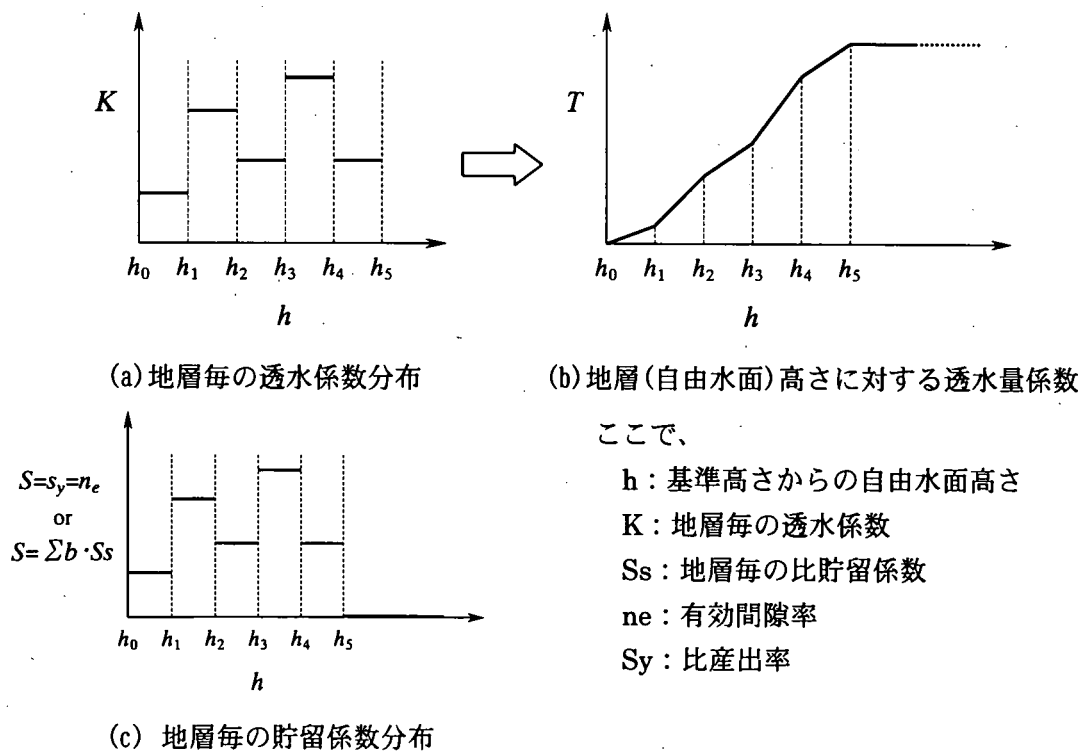 K
h0 h1 h2 h3 h4 h5
h
(a)地層毎の透水係数分布
T
h0 h1 h2 h3 h4 h5
h
(b)地層(自由水面)高さに対する透水量係数
S=sy=ne
or
S= Σb・Ss
h0 h1 h2 h3 h4 h5
h
(c) 地層毎の貯留係数分布
ここで、
h：基準高さからの自由水面高さ
K：地層毎の透水係数
Ss：地層毎の比貯留係数
ne：有効間隙率
Sy：比産出率